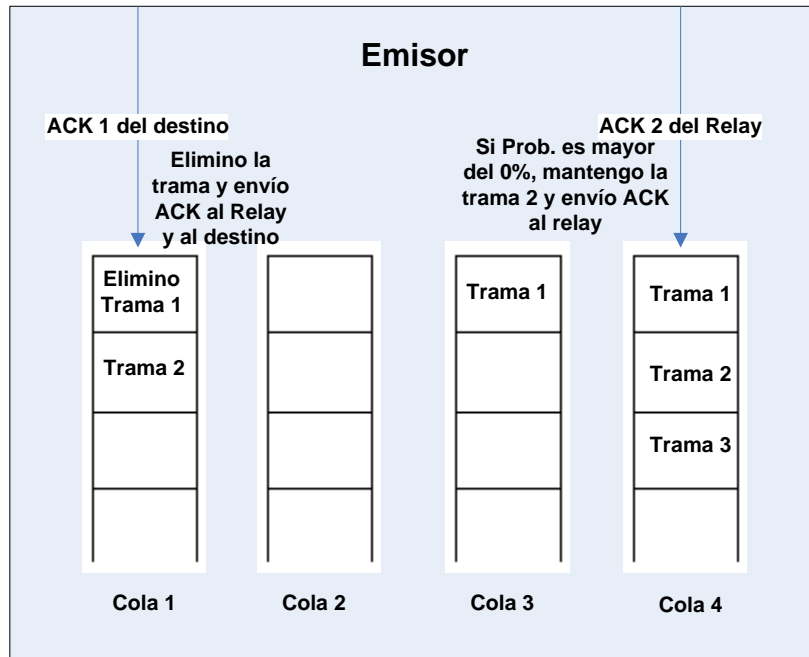 Emisor
ACK 1 del destino
Elimino la
trama y envío
ACK al Relay
y al destino
ACK 2 del Relay
Si Prob. es mayor
del 0%, mantengo la
trama 2 y envío ACK
al relay
Elimino
Trama 1
Trama 2
Trama 1
Trama 1
Trama 2
Trama 3
Cola 1
Cola 2
Cola 3
Cola 4